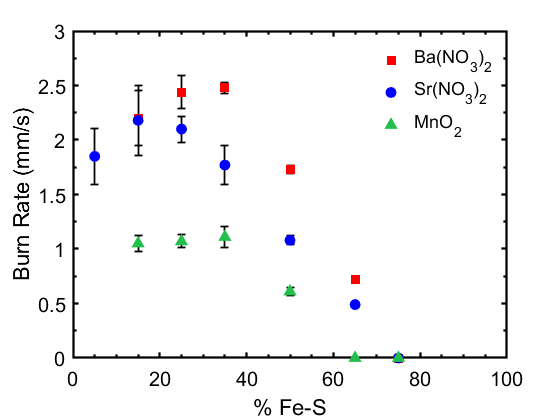 3
2.5
2
1.5
1
0.5
0
0 20 40 60 80 100
Burn Rate (mm/s)
% Fe-S
Ba(NO₃)₂
Sr(NO₃)₂
MnO₂